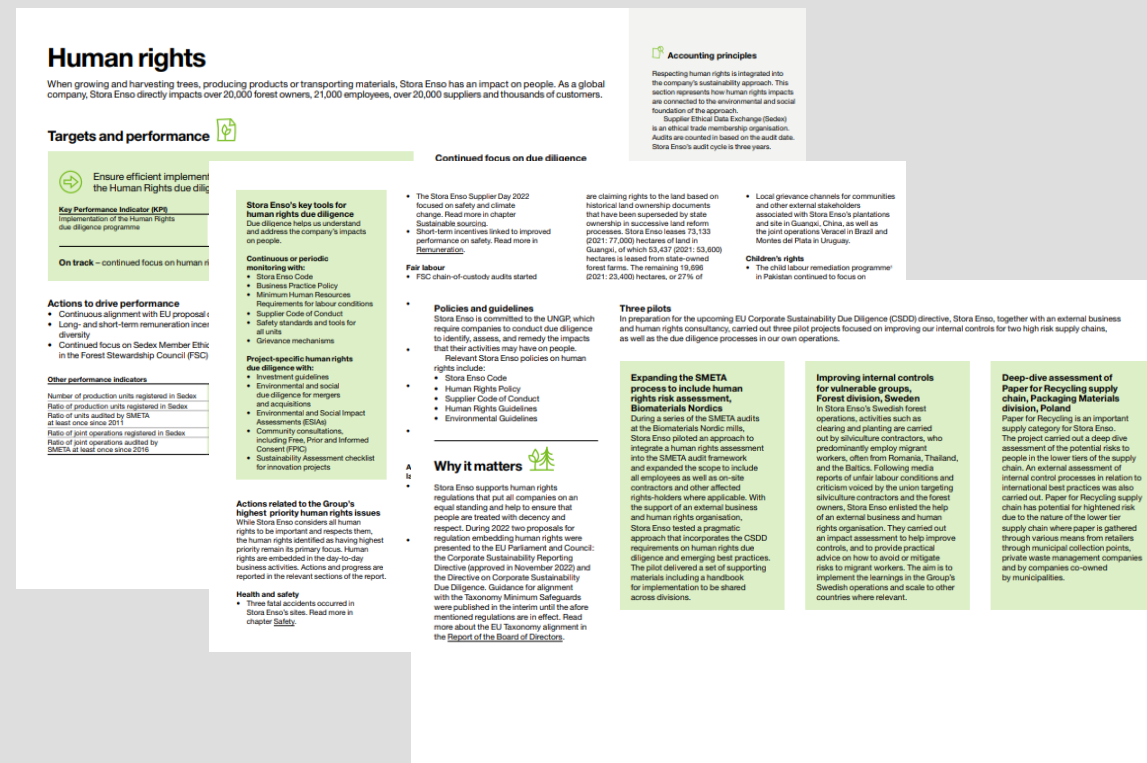 Human rights
When growing and harvesting trees, producing products or transporting materials, Stora Enso has an impact on people. As a global
company, Stora Enso directly impacts over 20,000 forest owners, 21,000 employees, over 20,000 suppliers and thousands of customers.
Targets and performance
Ensure efficient implement
the Human Rights due dilig
Key Performance Indicator (KPI)
Implementation of the Human Rights
due diligence programme
On track – continued focus on human ri
Actions to drive performance
• Continuous alignment with EU proposal o
• Long- and short-term remuneration incer
diversity
• Continued focus on Sedex Member Ethic
in the Forest Stewardship Council (FSC)
Other performance indicators
Number of production units registered in Sedex
Ratio of production units registered in Sedex
Ratio of units audited by SMETA
at least once since 2011
Ratio of joint operations registered in Sedex
Ratio of joint operations audited by
SMETA at least once since 2016
Continued focus on due diligence
Accounting principles
Respecting human rights is integrated into
the company's sustainability approach. This
section represents how human rights impacts
are connected to the environmental and social
foundation of the approach.
Supplier Ethical Data Exchange (Sedex)
is an ethical trade membership organisation.
Audits are counted in based on the audit date.
Stora Enso's audit cycle is three years.
Stora Enso's key tools for
human rights due diligence
Due diligence helps us understand
and address the company's impacts
on people.
Continuous or periodic
monitoring with:
• Stora Enso Code
• Business Practice Policy
• Minimum Human Resources
Requirements for labour conditions
• Supplier Code of Conduct
• Safety standards and tools for
all units
• Grievance mechanisms
Project-specific human rights
due diligence with:
• Investment guidelines
• Environmental and social
due diligence for mergers
and acquisitions
• Environmental and Social Impact
Assessments (ESIAs)
• Community consultations,
including Free, Prior and Informed
Consent (FPIC)
• Sustainability Assessment checklist
for innovation projects
Actions related to the Group's
highest priority human rights issues
While Stora Enso considers all human
rights to be important and respects them,
the human rights identified as having highest
priority remain its primary focus. Human
rights are embedded in the day-to-day
business activities. Actions and progress are
reported in the relevant sections of the report.
Health and safety
• Three fatal accidents occurred in
Stora Enso's sites. Read more in
chapter Safety.
• The Stora Enso Supplier Day 2022
focused on safety and climate
change. Read more in chapter
Sustainable sourcing.
• Short-term incentives linked to improved
performance on safety. Read more in
Remuneration.
Fair labour
• FSC chain-of-custody audits started
are claiming rights to the land based on
historical land ownership documents
that have been superseded by state
ownership in successive land reform
processes. Stora Enso leases 73,133
(2021: 77,000) hectares of land in
Guangxi, of which 53,437 (2021: 53,600)
hectares is leased from state-owned
forest farms. The remaining 19,696
(2021: 23,400) hectares, or 27% of
• Local grievance channels for communities
and other external stakeholders
associated with Stora Enso's plantations
and site in Guangxi, China, as well as
the joint operations Veracel in Brazil and
Montes del Plata in Uruguay.
Children's rights
• The child labour remediation programme¹
in Pakistan continued to focus on
Policies and guidelines
Stora Enso is committed to the UNGP, which
require companies to conduct due diligence
to identify, assess, and remedy the impacts
that their activities may have on people.
Relevant Stora Enso policies on human
rights include:
• Stora Enso Code
• Human Rights Policy
• Supplier Code of Conduct
• Human Rights Guidelines
• Environmental Guidelines
Why it matters
Stora Enso supports human rights
regulations that put all companies on an
equal standing and help to ensure that
people are treated with decency and
respect. During 2022 two proposals for
regulation embedding human rights were
presented to the EU Parliament and Council:
the Corporate Sustainability Reporting
Directive (approved in November 2022) and
the Directive on Corporate Sustainability
Due Diligence. Guidance for alignment
with the Taxonomy Minimum Safeguards
were published in the interim until the afore
mentioned regulations are in effect. Read
more about the EU Taxonomy alignment in
the Report of the Board of Directors.
Three pilots
In preparation for the upcoming EU Corporate Sustainability Due Diligence (CSDD) directive, Stora Enso, together with an external business
and human rights consultancy, carried out three pilot projects focused on improving our internal controls for two high risk supply chains,
as well as the due diligence processes in our own operations.
Expanding the SMETA
process to include human
rights risk assessment,
Biomaterials Nordics
During a series of the SMETA audits
at the Biomaterials Nordic mills,
Stora Enso piloted an approach to
integrate a human rights assessment
into the SMETA audit framework
and expanded the scope to include
all employees as well as on-site
contractors and other affected
rights-holders where applicable. With
the support of an external business
and human rights organisation,
Stora Enso tested a pragmatic
approach that incorporates the CSDD
requirements on human rights due
diligence and emerging best practices.
The pilot delivered a set of supporting
materials including a handbook
for implementation to be shared
across divisions.
Improving internal controls
for vulnerable groups,
Forest division, Sweden
In Stora Enso's Swedish forest
operations, activities such as
clearing and planting are carried
out by silviculture contractors, who
predominantly employ migrant
workers, often from Romania, Thailand,
and the Baltics. Following media
reports of unfair labour conditions and
criticism voiced by the union targeting
silviculture contractors and the forest
owners, Stora Enso enlisted the help
of an external business and human
rights organisation. They carried out
an impact assessment to help improve
controls, and to provide practical
advice on how to avoid or mitigate
risks to migrant workers. The aim is to
implement the learnings in the Group's
Swedish operations and scale to other
countries where relevant.
Deep-dive assessment of
Paper for Recycling supply
chain, Packaging Materials
division, Poland
Paper for Recycling is an important
supply category for Stora Enso.
The project carried out a deep dive
assessment of the potential risks to
people in the lower tiers of the supply
chain. An external assessment of
internal control processes in relation to
international best practices was also
carried out. Paper for Recycling supply
chain has potential for hightened risk
due to the nature of the lower tier
supply chain where paper is gathered
through various means from retailers
through municipal collection points,
private waste management companies
and by companies co-owned
by municipalities.